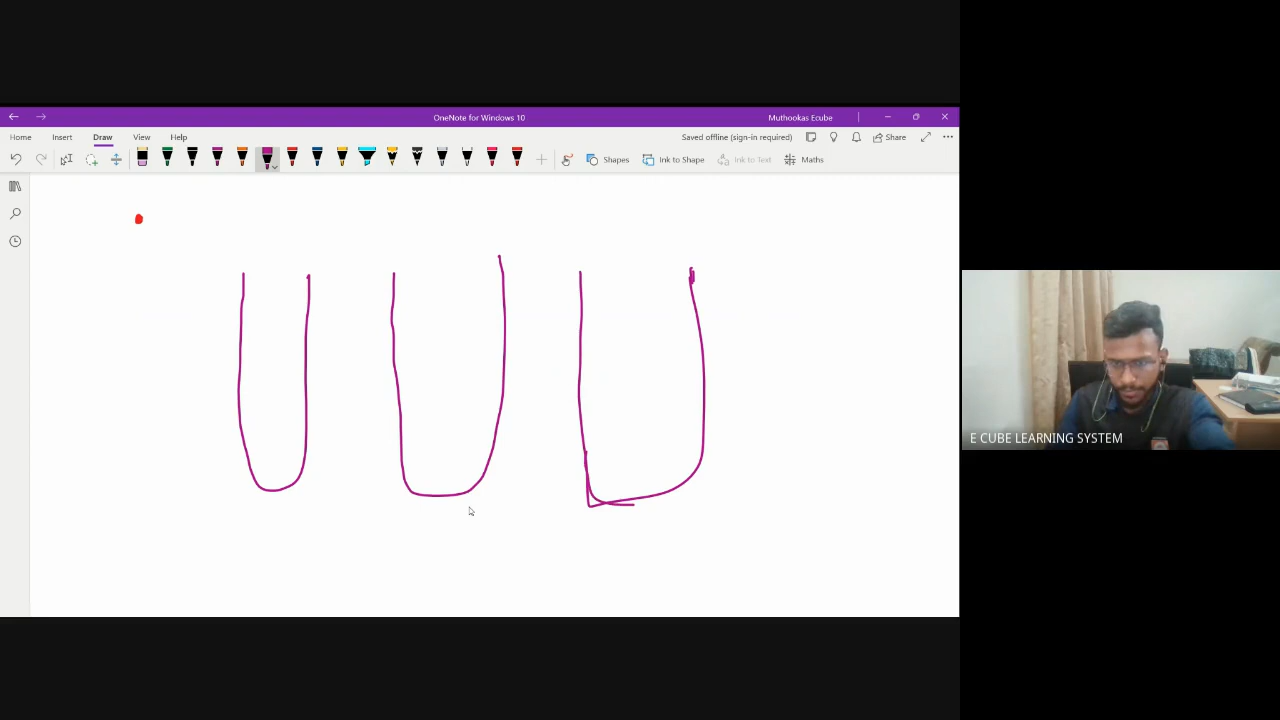 OneNote for Windows 10
Muthookas Ecube
Home Insert Draw View Help
Saved offline (sign-in required)
Share
Shapes
Ink to Shape
Ink to Text
Maths
E CUBE LEARNING SYSTEM